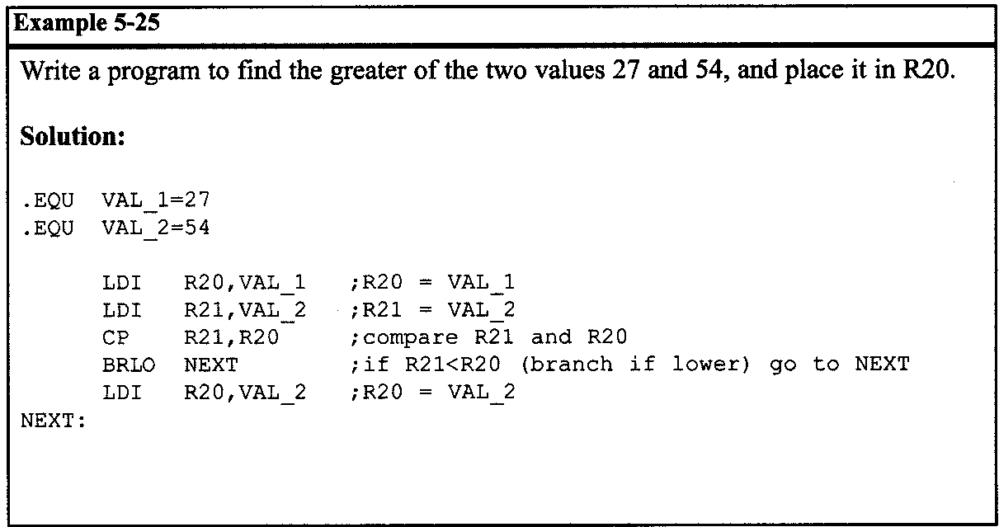 Example 5-25
Write a program to find the greater of the two values 27 and 54, and place it in R20.
Solution:
.EQU  VAL_1=27
.EQU  VAL_2=54
      LDI   R20,VAL_1   ;R20 = VAL_1
      LDI   R21,VAL_2   ;R21 = VAL_2
      CP    R21,R20     ;compare R21 and R20
      BRLO  NEXT        ;if R21<R20 (branch if lower) go to NEXT
      LDI   R20,VAL_2   ;R20 = VAL_2
NEXT: